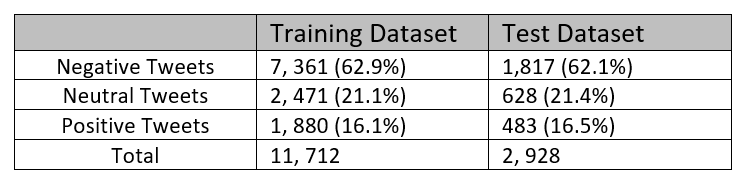 Training Dataset Test Dataset
Negative Tweets 7, 361 (62.9%) 1,817 (62.1%)
Neutral Tweets 2, 471 (21.1%) 628 (21.4%)
Positive Tweets 1, 880 (16.1%) 483 (16.5%)
Total 11, 712 2, 928